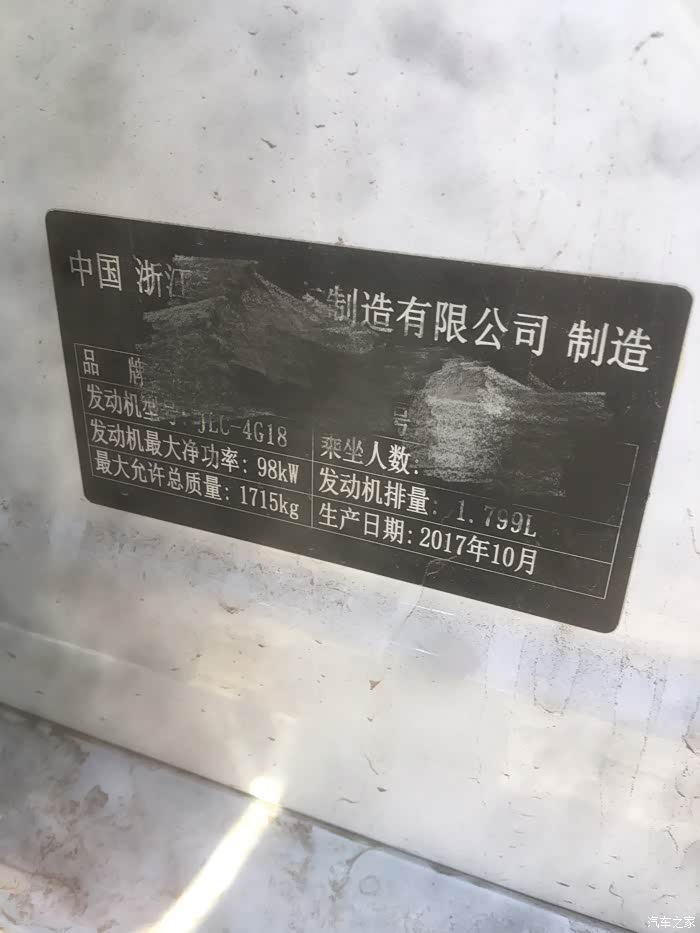 中国 浙江 制造有限公司 制造
品 牌 号
发动机型号: JLC-4G18 乘坐人数:
发动机最大净功率: 98kW 发动机排量: 1.799L
最大允许总质量: 1715kg 生产日期: 2017年10月
汽车之家